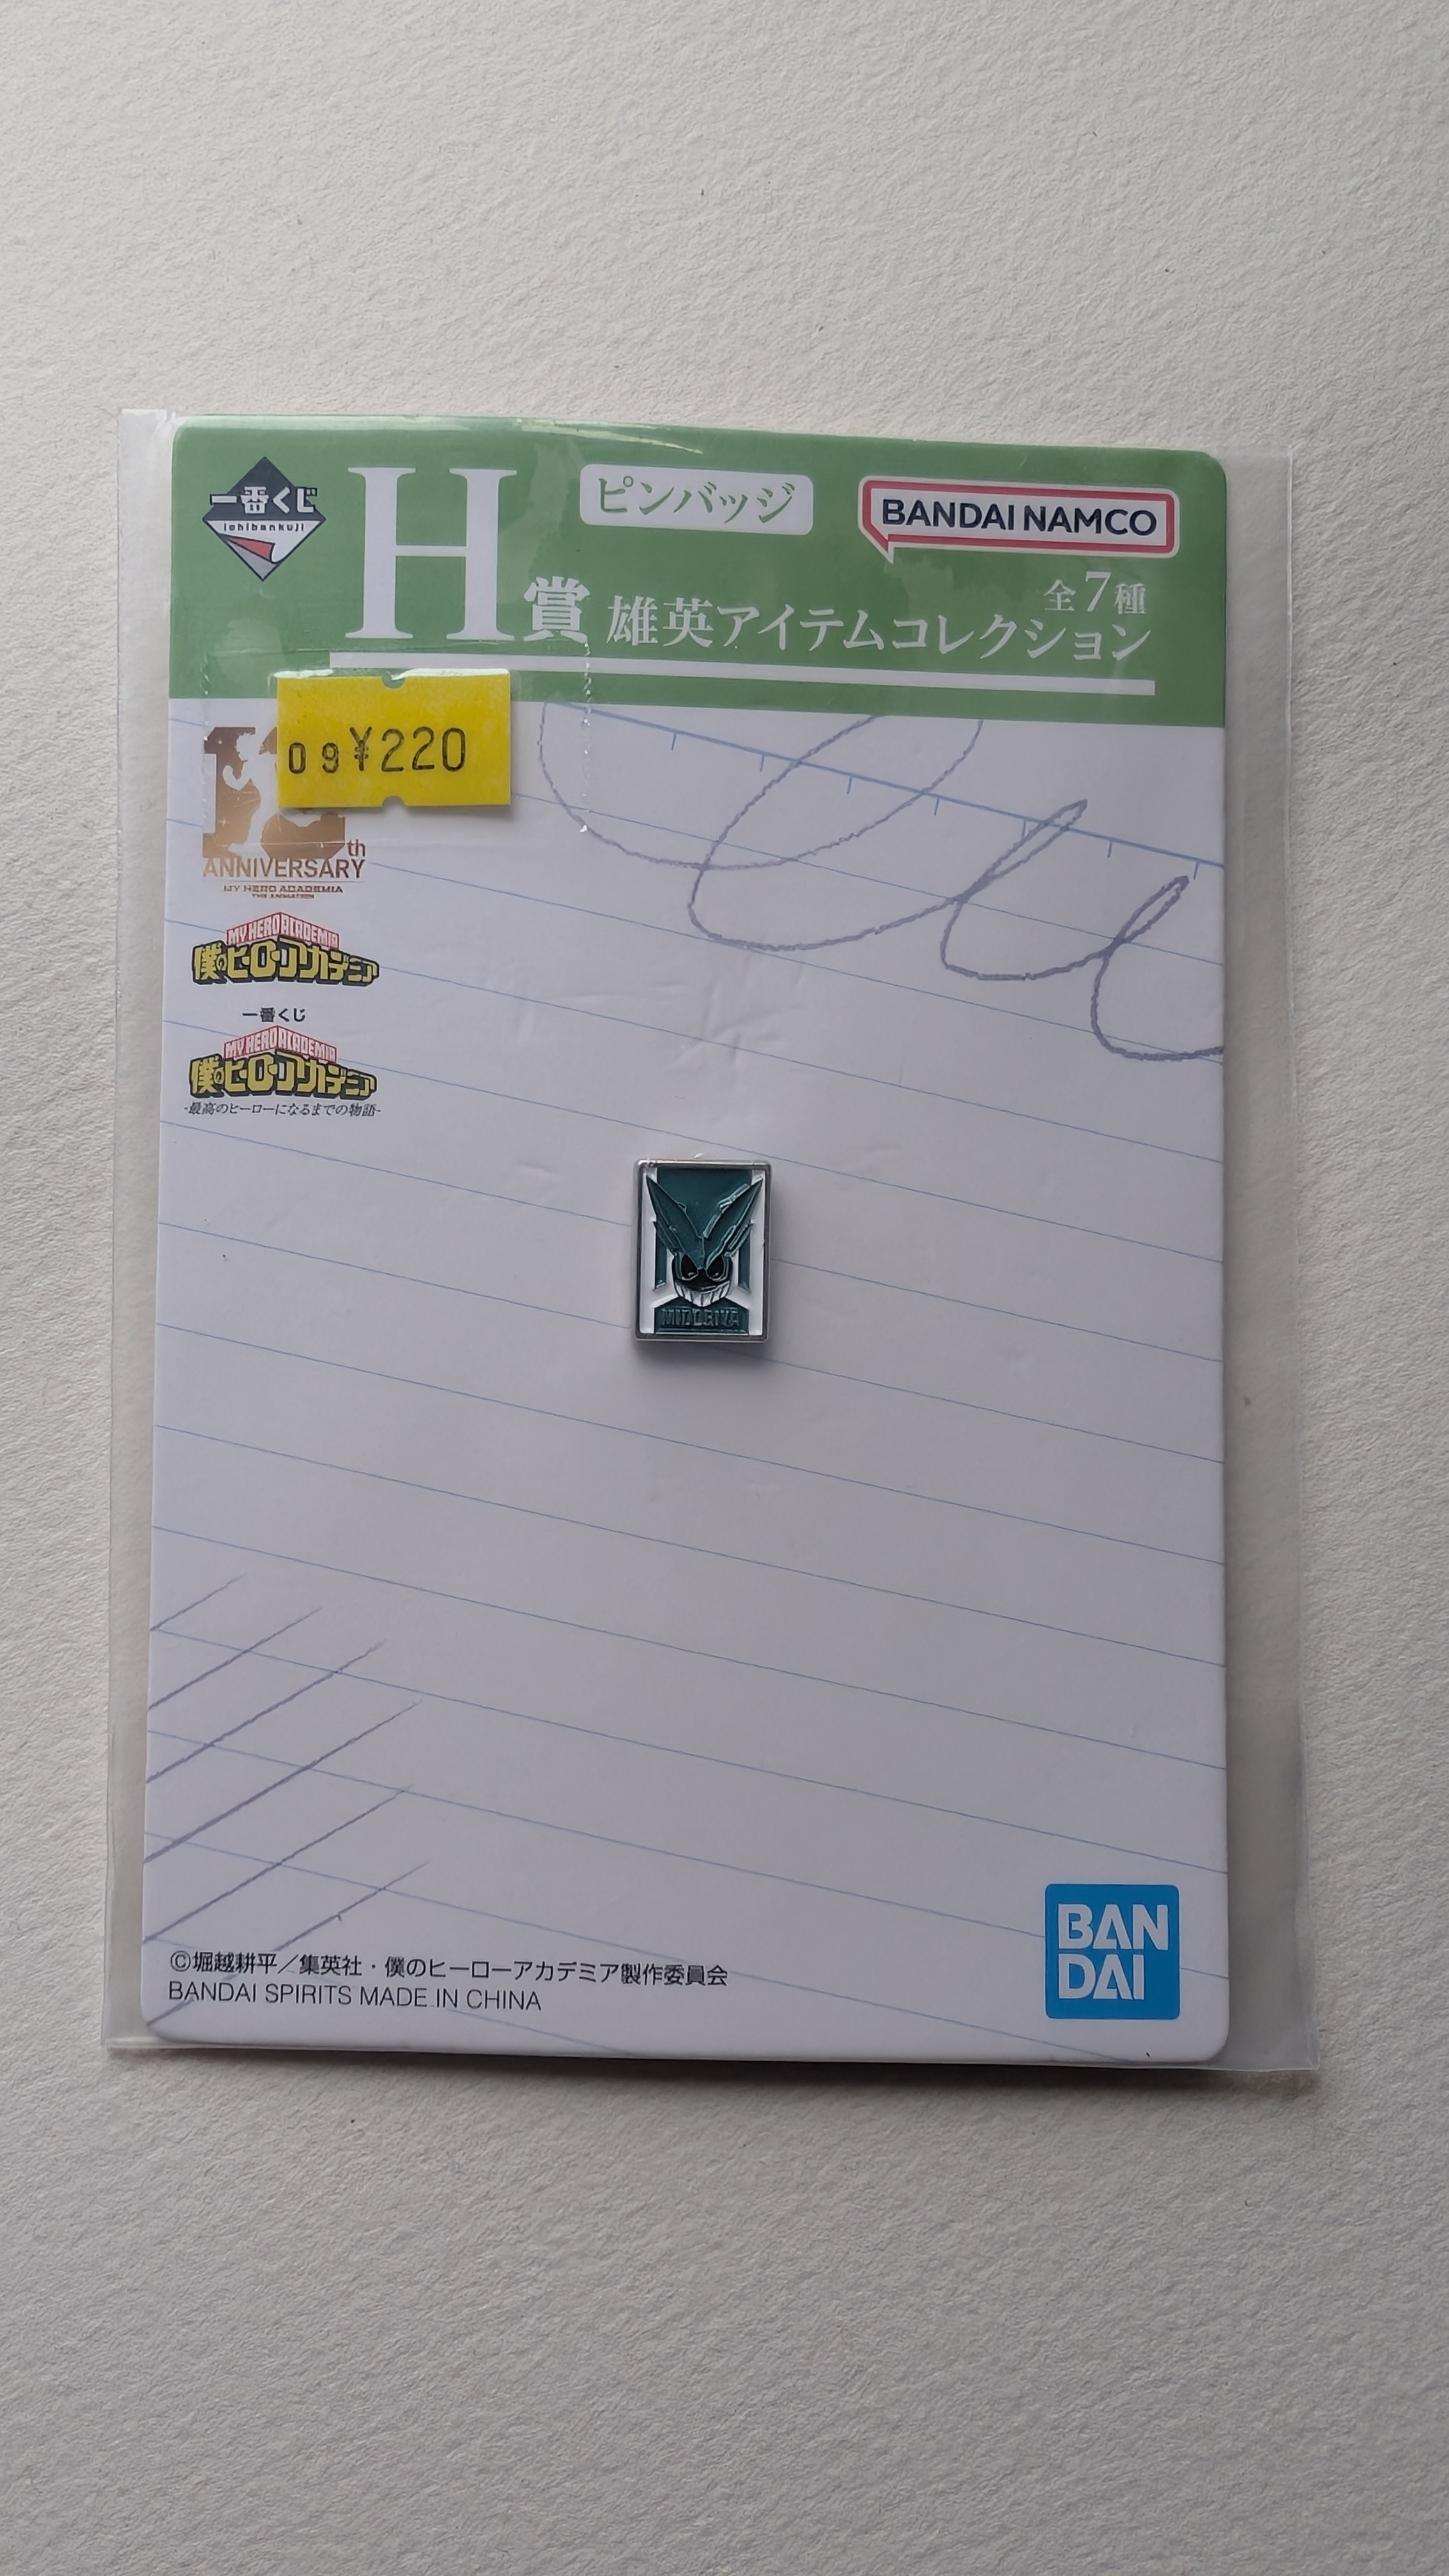 一番くじ
ichibankuji
H賞
ピンバッジ
BANDAI NAMCO
全7種
雄英アイテムコレクション
09¥220
th
ANNIVERSARY
MY HERO ACADEMIA
THE ANIMATION
MY HERO ACADEMIA
僕のヒーローアカデミア
一番くじ
MY HERO ACADEMIA
僕のヒーローアカデミア
-最高のヒーローになるまでの物語-
MIDORIYA
©堀越耕平／集英社・僕のヒーローアカデミア製作委員会
BANDAI SPIRITS MADE IN CHINA
BAN
DAI